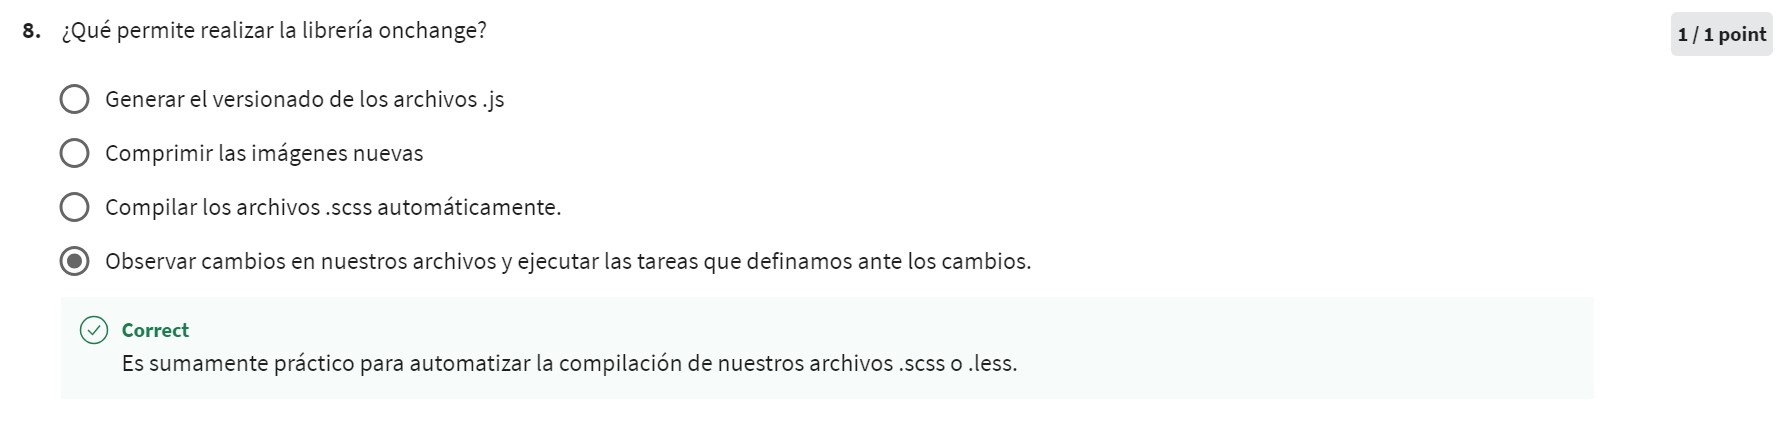 8. ¿Qué permite realizar la librería onchange?
1 / 1 point
Generar el versionado de los archivos .js
Comprimir las imágenes nuevas
Compilar los archivos .scss automáticamente.
Observar cambios en nuestros archivos y ejecutar las tareas que definamos ante los cambios.
Correct
Es sumamente práctico para automatizar la compilación de nuestros archivos .scss o .less.